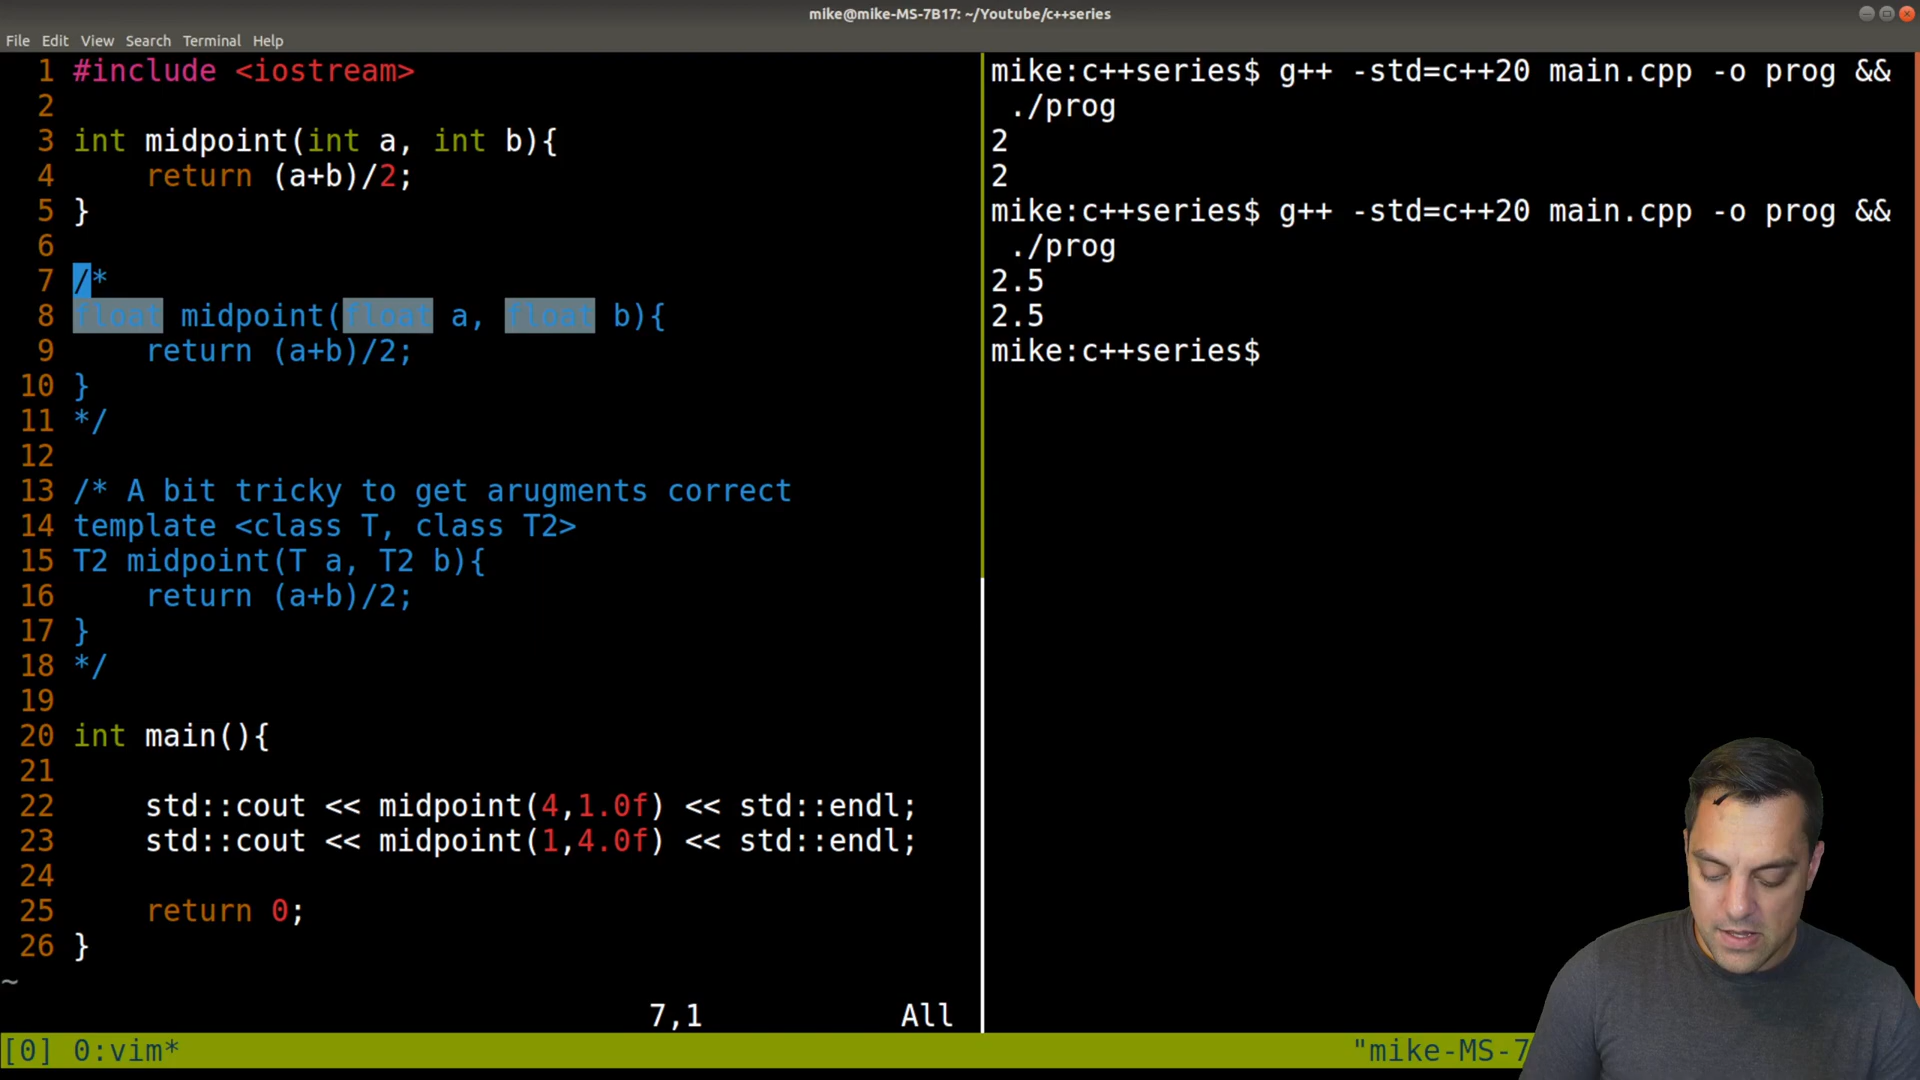 mike@mike-MS-7B17: ~/Youtube/c++series
File Edit View Search Terminal Help
1 #include <iostream>
2
3 int midpoint(int a, int b){
4     return (a+b)/2;
5 }
6
7 /*
8 float midpoint(float a, float b){
9     return (a+b)/2;
10 }
11 */
12
13 /* A bit tricky to get arugments correct
14 template <class T, class T2>
15 T2 midpoint(T a, T2 b){
16     return (a+b)/2;
17 }
18 */
19
20 int main(){
21
22     std::cout << midpoint(4,1.0f) << std::endl;
23     std::cout << midpoint(1,4.0f) << std::endl;
24
25     return 0;
26 }
~
7,1 All
mike:c++series$ g++ -std=c++20 main.cpp -o prog &&
./prog
2
2
mike:c++series$ g++ -std=c++20 main.cpp -o prog &&
./prog
2.5
2.5
mike:c++series$
[0] 0:vim* "mike-MS-7